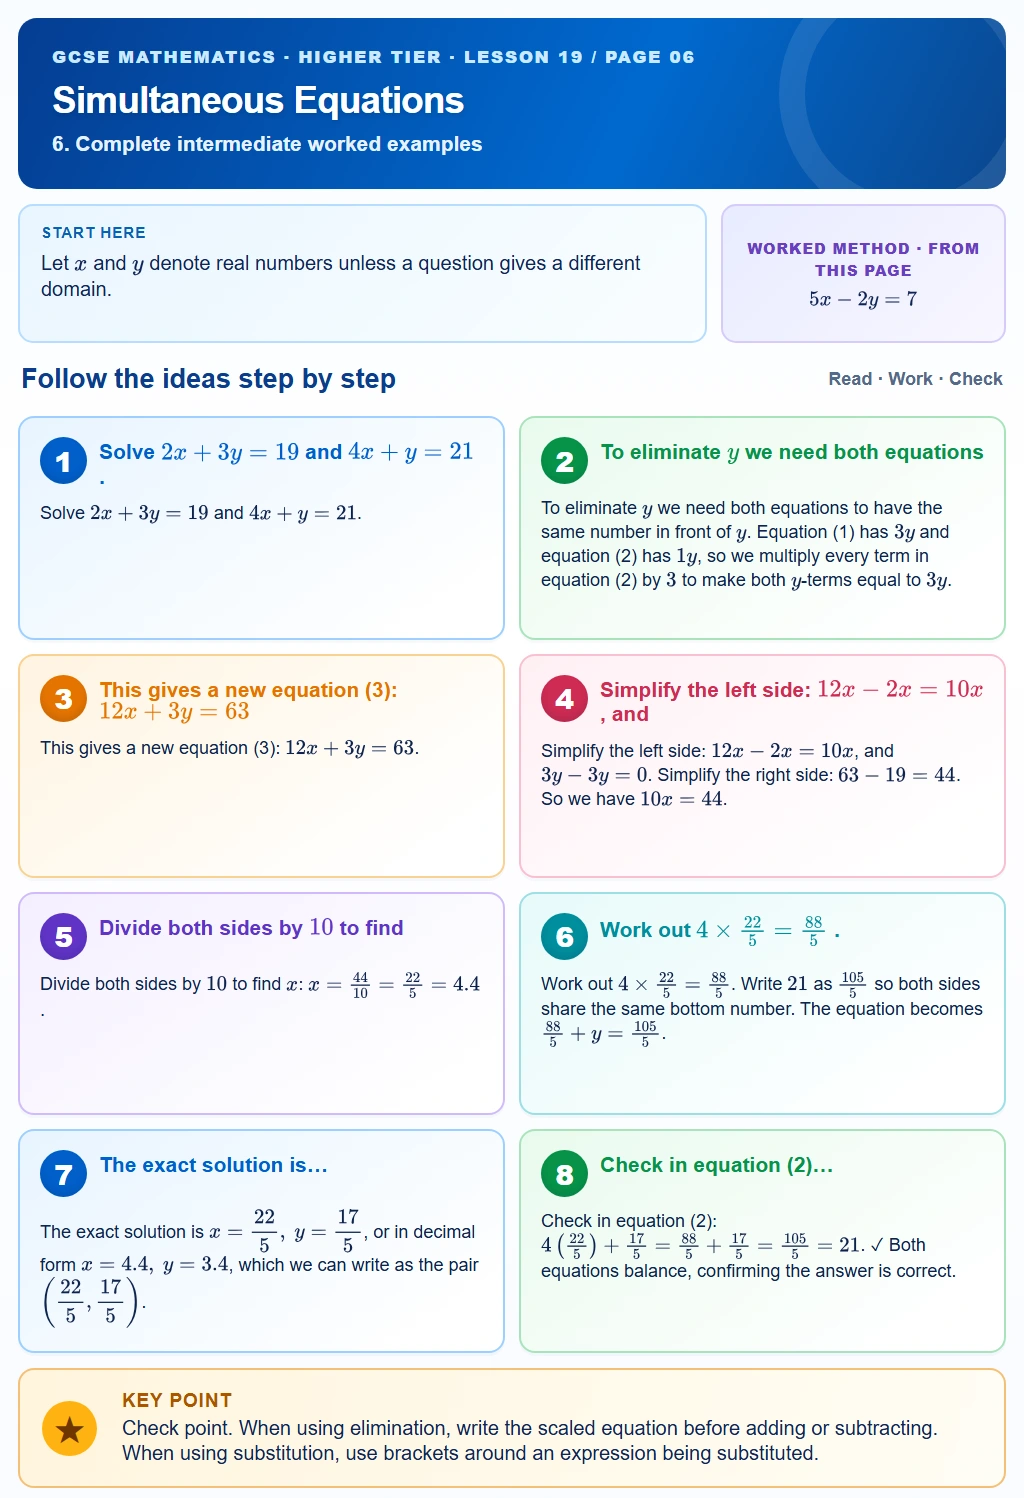 GCSE MATHEMATICS · HIGHER TIER · LESSON 19 / PAGE 06
Simultaneous Equations
6. Complete intermediate worked examples
START HERE
Let x and y denote real numbers unless a question gives a different
domain.
WORKED METHOD · FROM
THIS PAGE
5x − 2y = 7
Follow the ideas step by step
Read · Work · Check
1
Solve 2x + 3y = 19 and 4x + y = 21
.
Solve 2x + 3y = 19 and 4x + y = 21.
2
To eliminate y we need both equations
To eliminate y we need both equations to have the
same number in front of y. Equation (1) has 3y and
equation (2) has 1y, so we multiply every term in
equation (2) by 3 to make both y-terms equal to 3y.
3
This gives a new equation (3):
12x + 3y = 63
This gives a new equation (3): 12x + 3y = 63.
4
Simplify the left side: 12x − 2x = 10x
, and
Simplify the left side: 12x − 2x = 10x, and
3y − 3y = 0. Simplify the right side: 63 − 19 = 44.
So we have 10x = 44.
5
Divide both sides by 10 to find
Divide both sides by 10 to find x: x = 44/10 = 22/5 = 4.4
.
6
Work out 4 × 22/5 = 88/5 .
Work out 4 × 22/5 = 88/5. Write 21 as 105/5 so both sides
share the same bottom number. The equation becomes
88/5 + y = 105/5.
7
The exact solution is…
The exact solution is x = 22/5, y = 17/5, or in decimal
form x = 4.4, y = 3.4, which we can write as the pair
(22/5, 17/5).
8
Check in equation (2)…
Check in equation (2):
4(22/5) + 17/5 = 88/5 + 17/5 = 105/5 = 21. ✓ Both
equations balance, confirming the answer is correct.
KEY POINT
Check point. When using elimination, write the scaled equation before adding or subtracting.
When using substitution, use brackets around an expression being substituted.